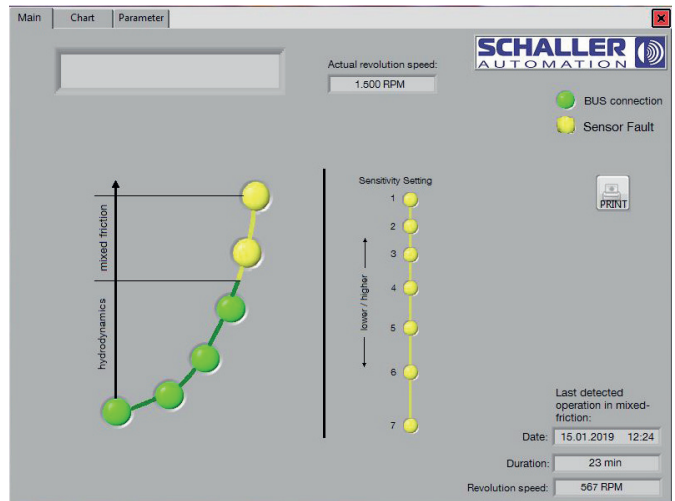 Main Chart Parameter
SCHALLER
AUTOMATION
Actual revolution speed:
1.500 RPM
BUS connection
Sensor Fault
Sensitivity Setting
1
2
3
4
5
6
7
lower / higher
mixed friction
hydrodynamics
PRINT
Last detected
operation in mixed-
friction:
Date: 15.01.2019 12:24
Duration: 23 min
Revolution speed: 567 RPM